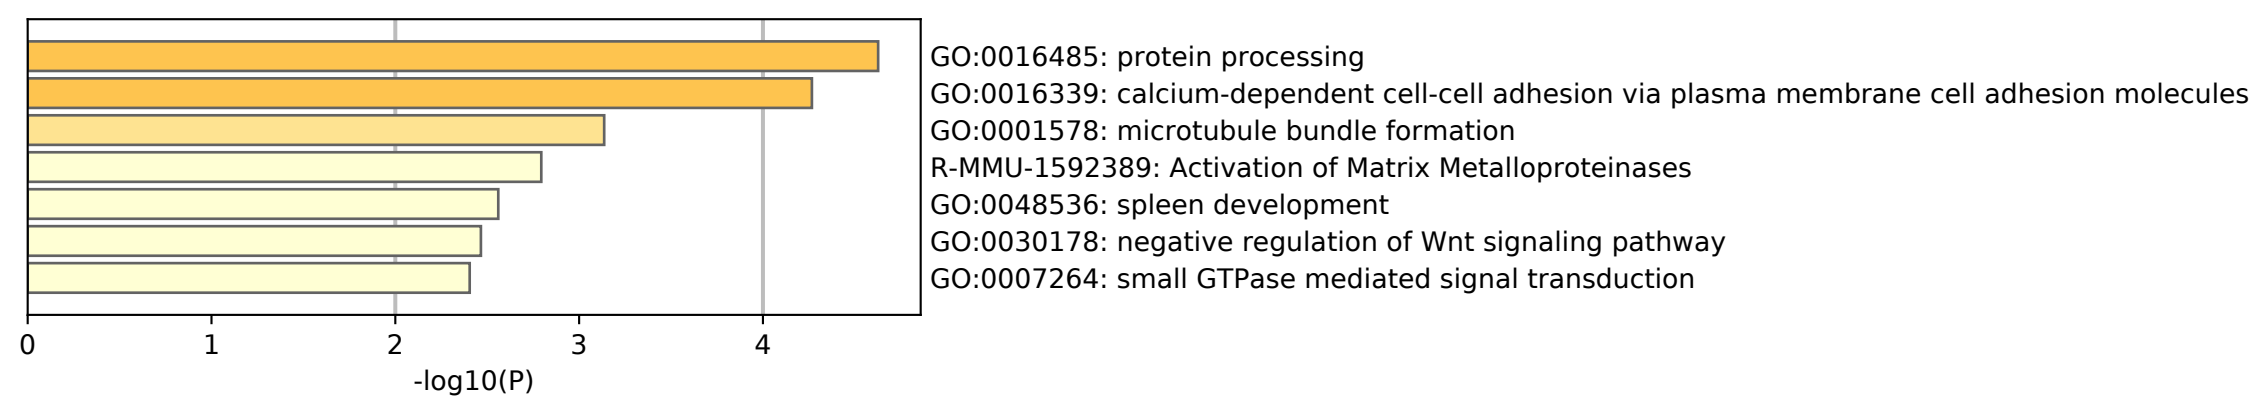 GO:0016485: protein processing
GO:0016339: calcium-dependent cell-cell adhesion via plasma membrane cell adhesion molecules
GO:0001578: microtubule bundle formation
R-MMU-1592389: Activation of Matrix Metalloproteinases
GO:0048536: spleen development
GO:0030178: negative regulation of Wnt signaling pathway
GO:0007264: small GTPase mediated signal transduction
0 1 2 3 4
-log10(P)